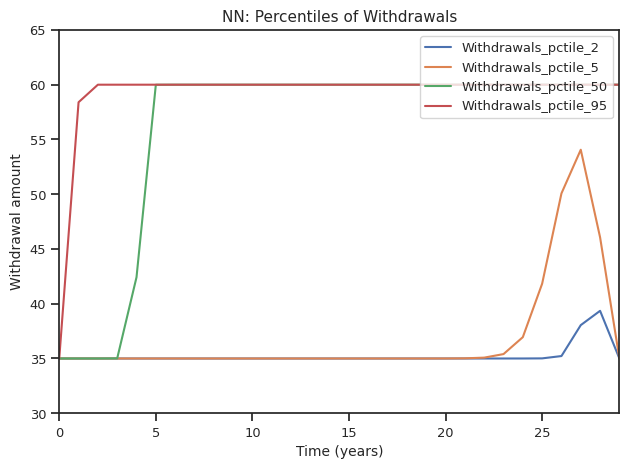 NN: Percentiles of Withdrawals
65
60
55
50
45
40
35
30
Withdrawal amount
Withdrawals_pctile_2
Withdrawals_pctile_5
Withdrawals_pctile_50
Withdrawals_pctile_95
0 5 10 15 20 25
Time (years)